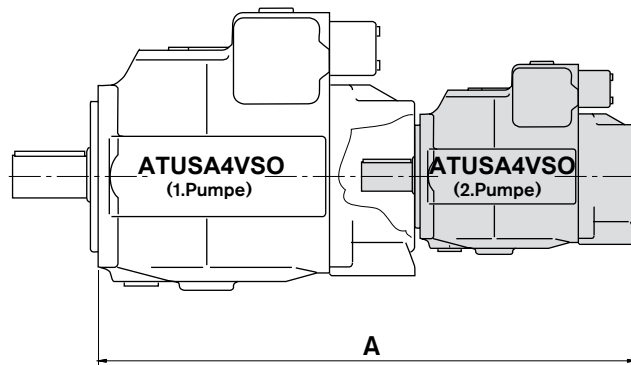 ATUSA4VSO
(1.Pumpe)
ATUSA4VSO
(2.Pumpe)
A